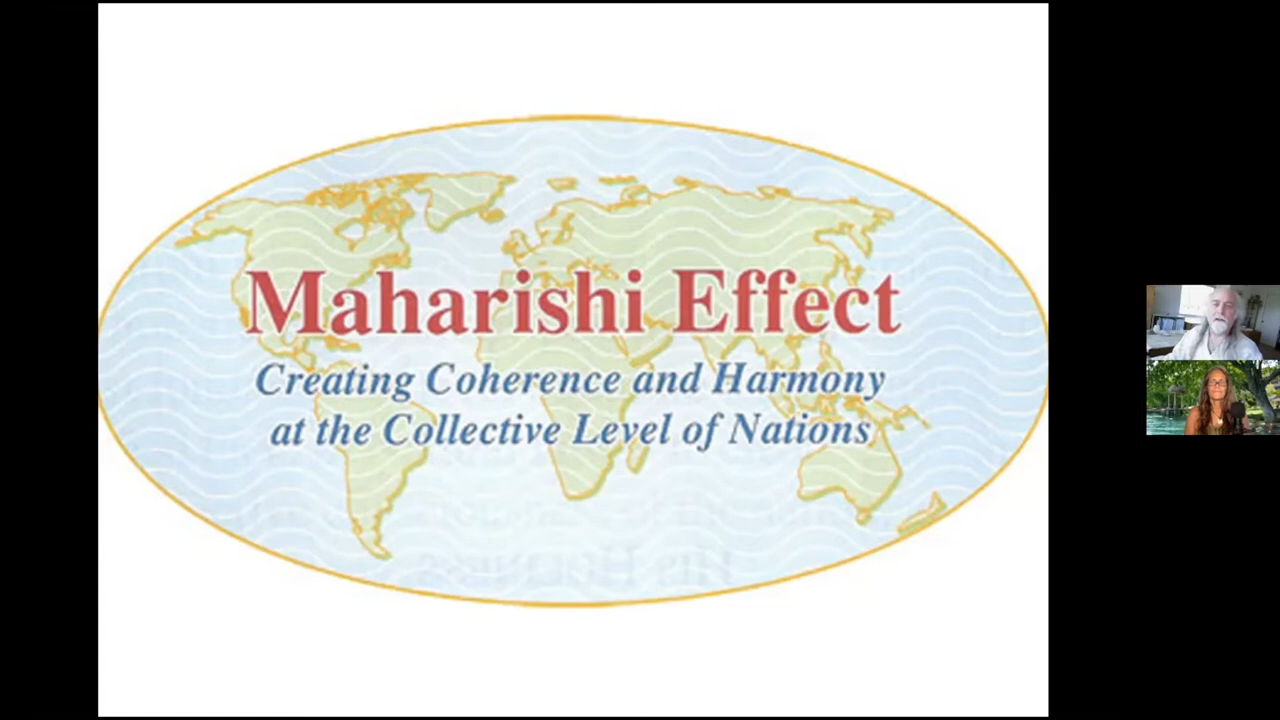 Maharishi Effect
Creating Coherence and Harmony
at the Collective Level of Nations